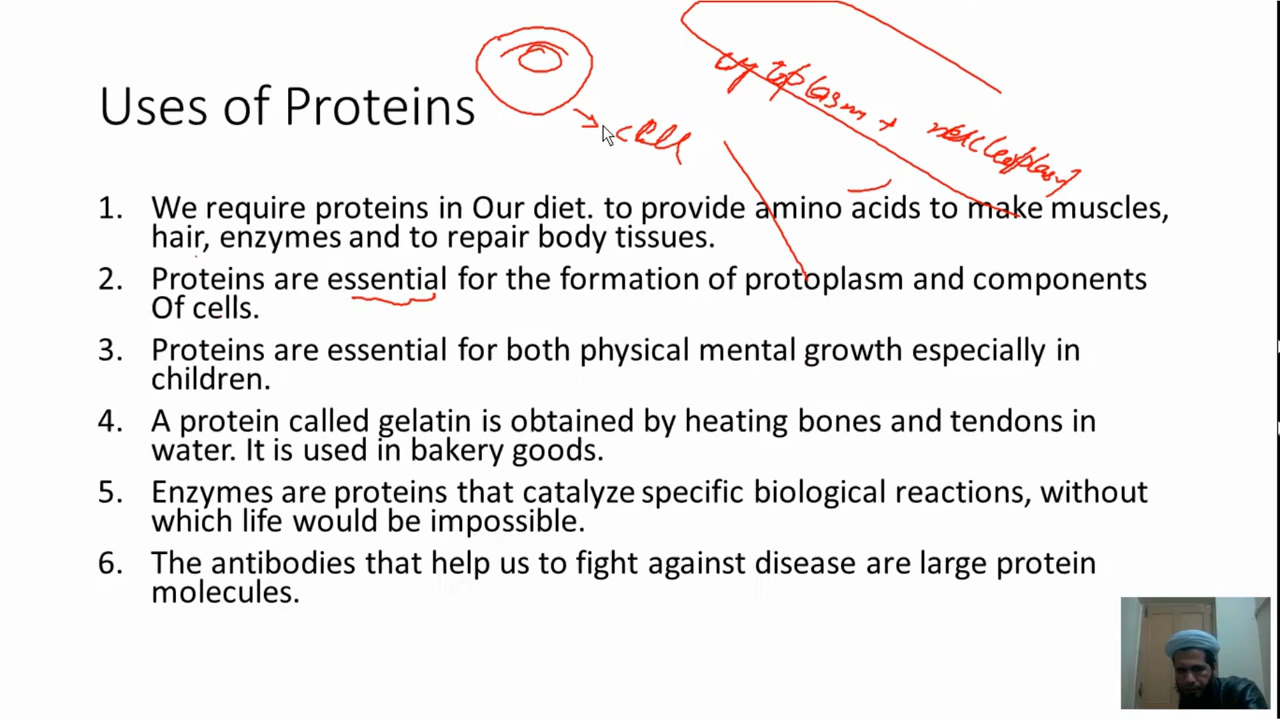 Uses of Proteins
cell
cytoplasm + nucleoplasm
1. We require proteins in Our diet. to provide amino acids to make muscles,
hair, enzymes and to repair body tissues.
2. Proteins are essential for the formation of protoplasm and components
Of cells.
3. Proteins are essential for both physical mental growth especially in
children.
4. A protein called gelatin is obtained by heating bones and tendons in
water. It is used in bakery goods.
5. Enzymes are proteins that catalyze specific biological reactions, without
which life would be impossible.
6. The antibodies that help us to fight against disease are large protein
molecules.